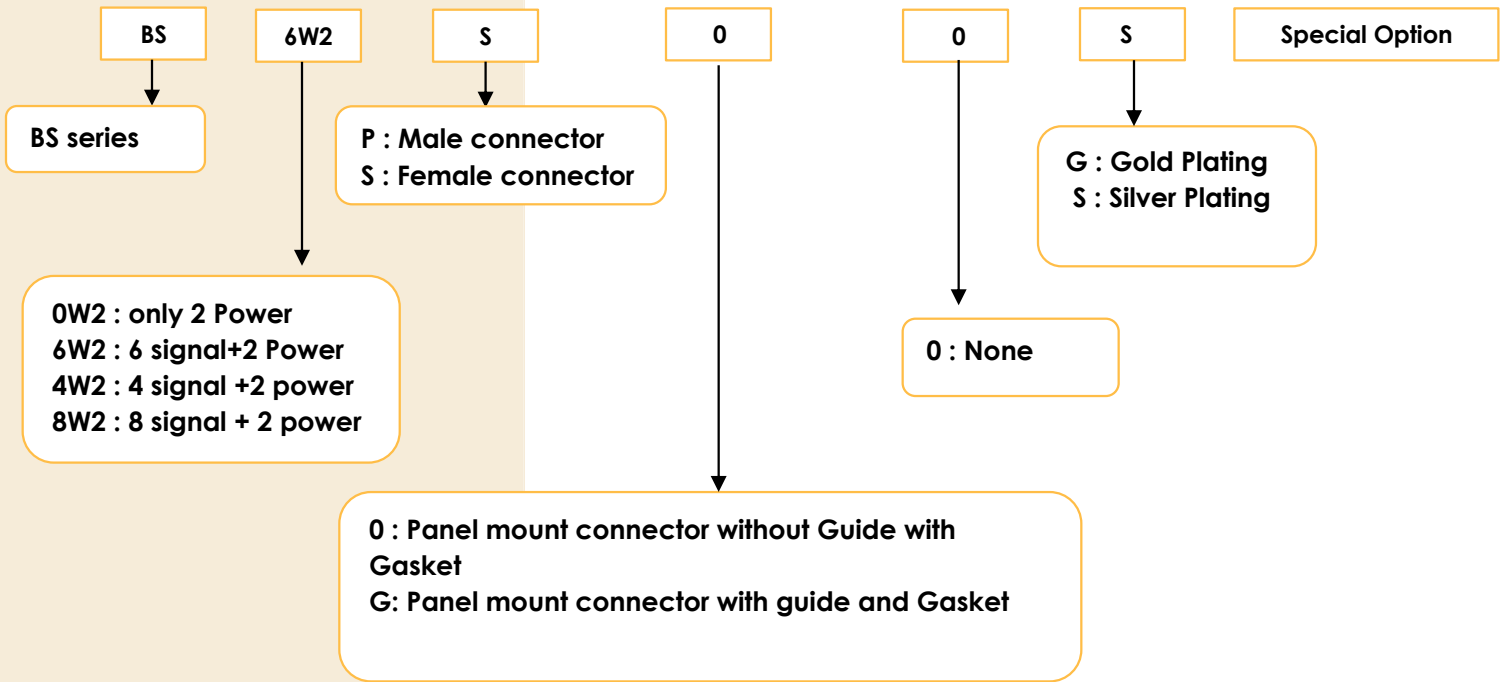 BS 6W2 S 0 0 S Special Option
BS series
P : Male connector
S : Female connector
G : Gold Plating
S : Silver Plating
0W2 : only 2 Power
6W2 : 6 signal+2 Power
4W2 : 4 signal +2 power
8W2 : 8 signal + 2 power
0 : None
0 : Panel mount connector without Guide with
Gasket
G: Panel mount connector with guide and Gasket